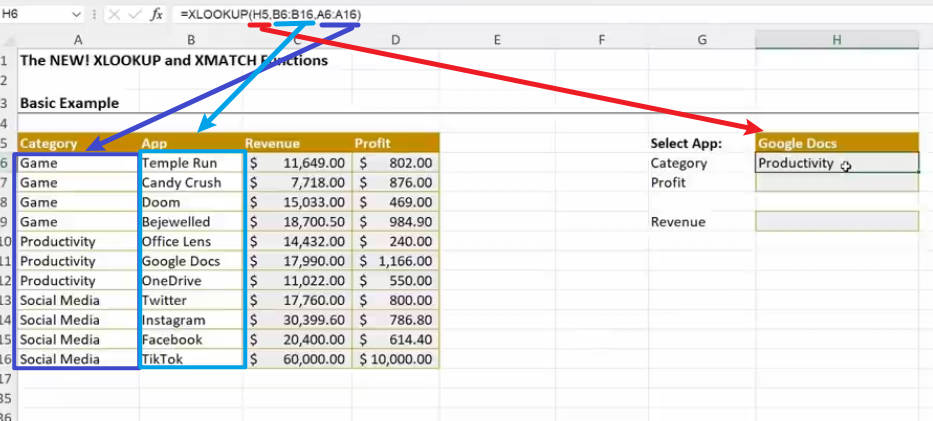 H6 fx =XLOOKUP(H5,B6:B16,A6:A16)
A B C D E F G H
1 The NEW! XLOOKUP and XMATCH Functions
2
3 Basic Example
4
5 Category App Revenue Profit Select App: Google Docs
6 Game Temple Run $ 11,649.00 $ 802.00 Category Productivity
7 Game Candy Crush $ 7,718.00 $ 876.00 Profit
8 Game Doom $ 15,033.00 $ 469.00
9 Game Bejewelled $ 18,700.50 $ 984.90 Revenue
10 Productivity Office Lens $ 14,432.00 $ 240.00
11 Productivity Google Docs $ 17,990.00 $ 1,166.00
12 Productivity OneDrive $ 11,022.00 $ 550.00
13 Social Media Twitter $ 17,760.00 $ 800.00
14 Social Media Instagram $ 30,399.60 $ 786.80
15 Social Media Facebook $ 20,400.00 $ 614.40
16 Social Media TikTok $ 60,000.00 $ 10,000.00
17
35
36